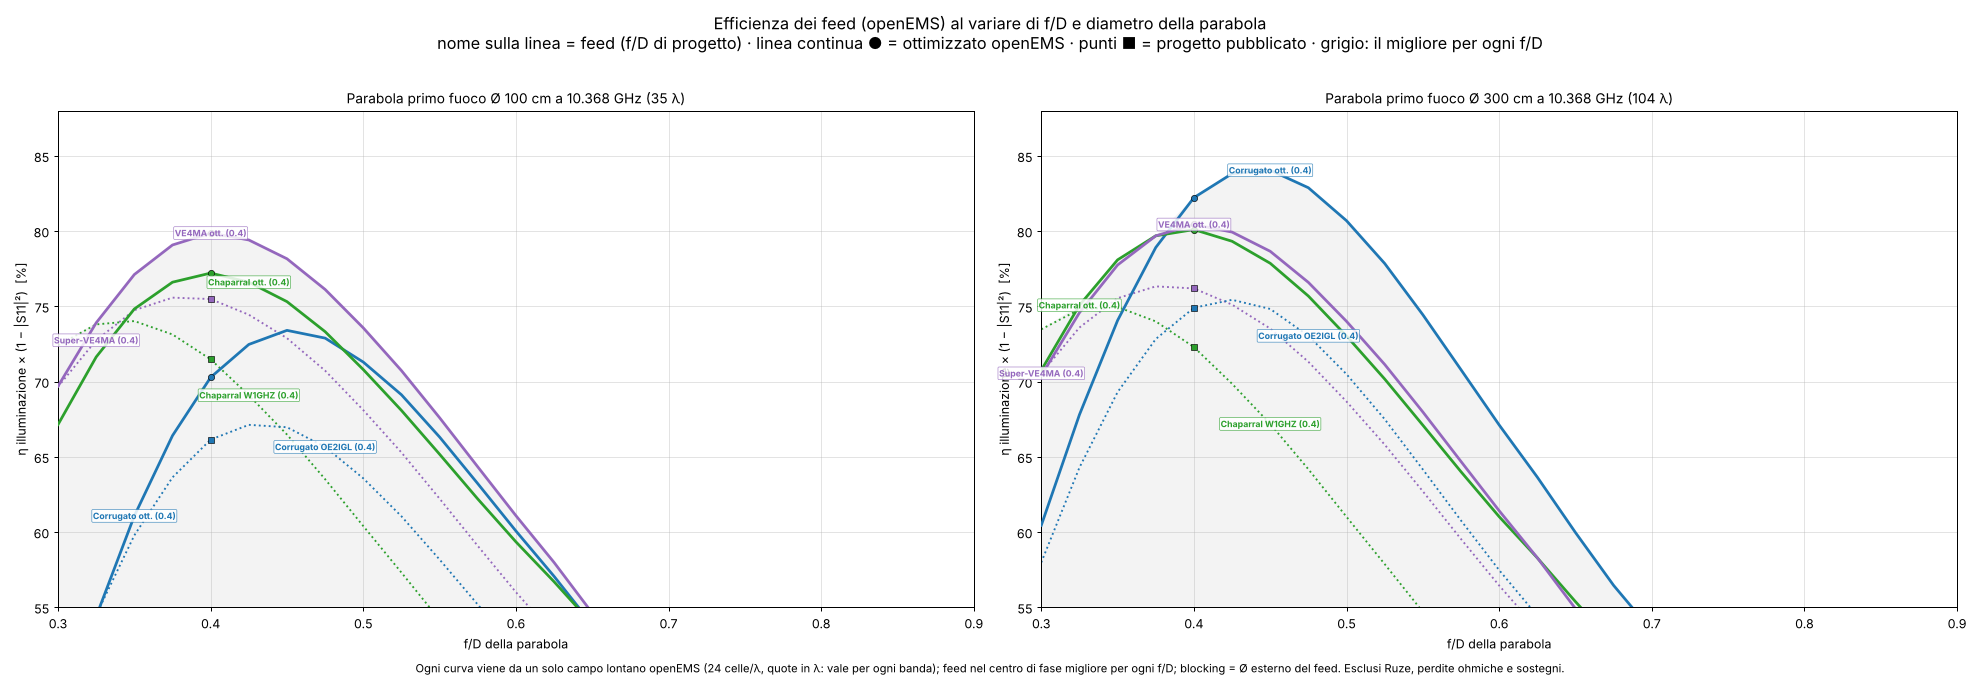 Efficienza dei feed (openEMS) al variare di f/D e diametro della parabola
nome sulla linea = feed (f/D di progetto) · linea continua ● = ottimizzato openEMS · punti ■ = progetto pubblicato · grigio: il migliore per ogni f/D
Parabola primo fuoco Ø 100 cm a 10.368 GHz (35 λ)
η illuminazione × (1 − |S11|²) [%]
85
80
75
70
65
60
55
VE4MA ott. (0.4)
Chaparral ott. (0.4)
Super-VE4MA (0.4)
Chaparral W1GHZ (0.4)
Corrugato OE2IGL (0.4)
Corrugato ott. (0.4)
0.3 0.4 0.5 0.6 0.7 0.8 0.9
f/D della parabola
Parabola primo fuoco Ø 300 cm a 10.368 GHz (104 λ)
η illuminazione × (1 − |S11|²) [%]
85
80
75
70
65
60
55
Corrugato ott. (0.4)
VE4MA ott. (0.4)
Chaparral ott. (0.4)
Corrugato OE2IGL (0.4)
Super-VE4MA (0.4)
Chaparral W1GHZ (0.4)
0.3 0.4 0.5 0.6 0.7 0.8 0.9
f/D della parabola
Ogni curva viene da un solo campo lontano openEMS (24 celle/λ, quote in λ: vale per ogni banda); feed nel centro di fase migliore per ogni f/D; blocking = Ø esterno del feed. Esclusi Ruze, perdite ohmiche e sostegni.